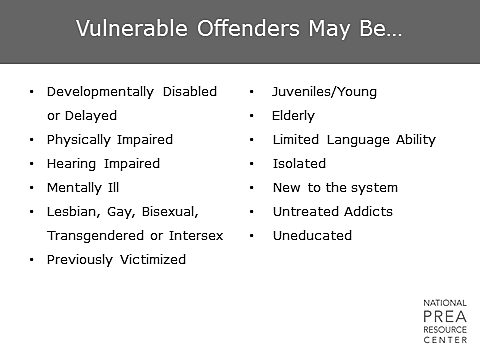 Vulnerable Offenders May Be…
• Developmentally Disabled
or Delayed
• Physically Impaired
• Hearing Impaired
• Mentally Ill
• Lesbian, Gay, Bisexual,
Transgendered or Intersex
• Previously Victimized
• Juveniles/Young
• Elderly
• Limited Language Ability
• Isolated
• New to the system
• Untreated Addicts
• Uneducated
NATIONAL
PREA
RESOURCE
CENTER